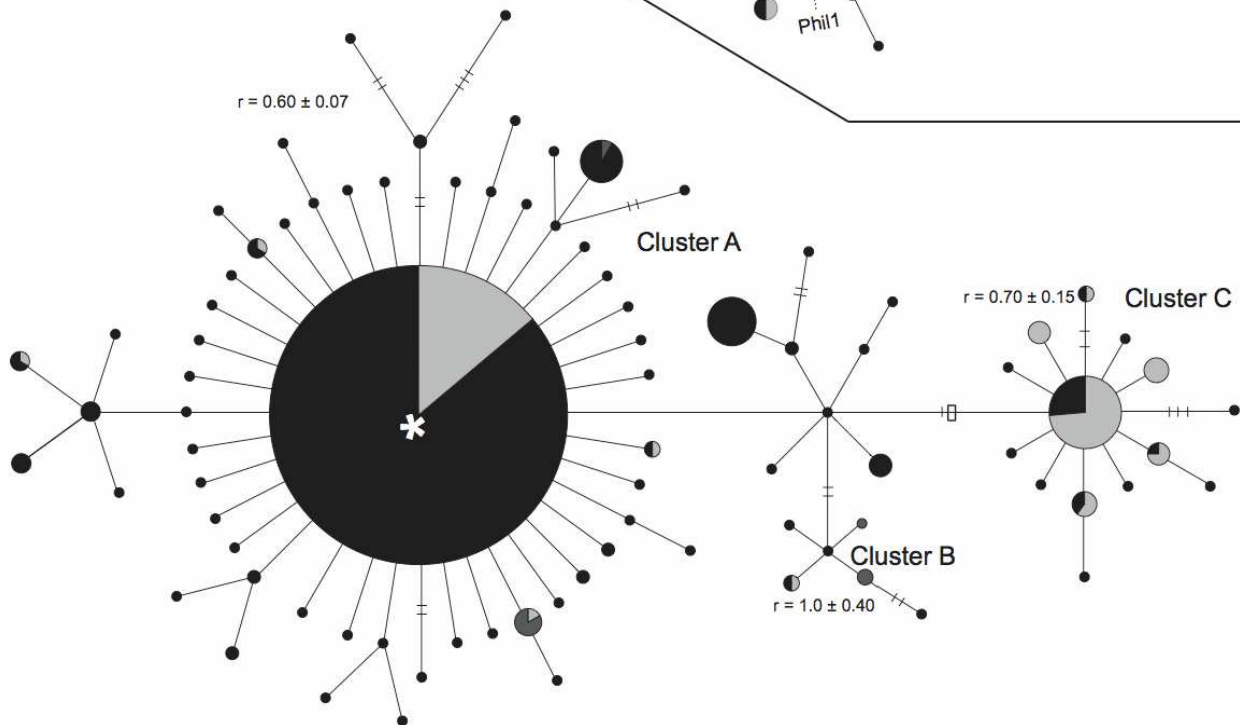 Phil1
r = 0.60 ± 0.07
Cluster A
r = 0.70 ± 0.15
Cluster C
*
Cluster B
r = 1.0 ± 0.40